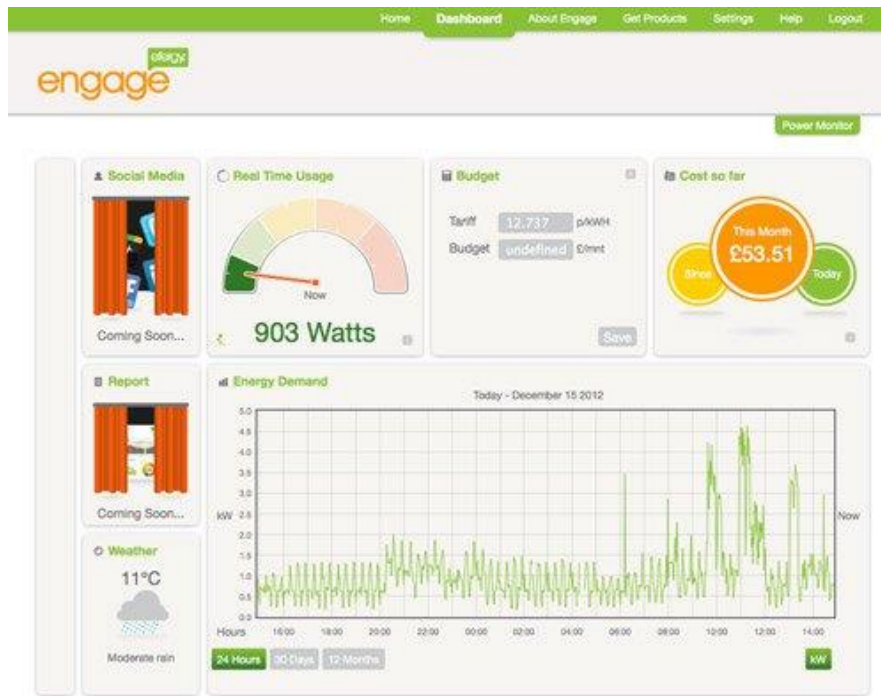 Home Dashboard About Engage Get Products Settings Help Logout
efergy
engage
Power Monitor
Social Media
Coming Soon...
Real Time Usage
Now
903 Watts
Budget
Tariff 12.737 p/kWH
Budget undefined £/mnt
Save
Cost so far
Since
This Month
£53.51
Today
Report
Coming Soon...
Weather
11°C
Moderate rain
Energy Demand
Today - December 15 2012
5.0
4.5
4.0
3.5
3.0
kW 2.5
2.0
1.5
1.0
0.5
0.0
Now
Hours 16:00 18:00 20:00 22:00 00:00 02:00 04:00 06:00 08:00 10:00 12:00 14:00
24 Hours 30 Days 12 Months kW